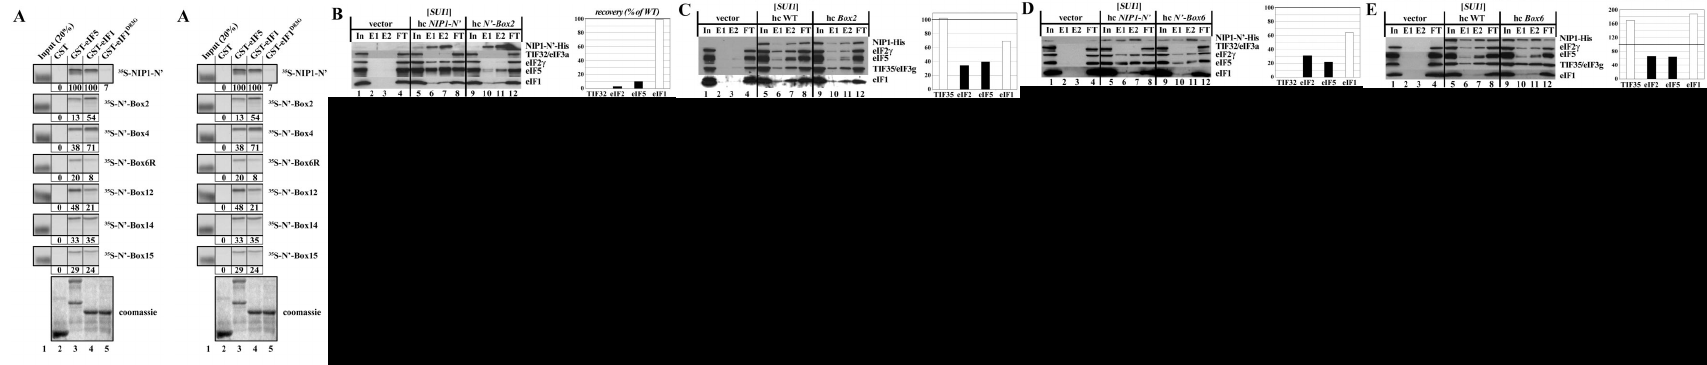 A
Input (20%) GST GST-eIF5 GST-eIF1 GST-eIF1D83G
35S-NIP1-N'
0 100 100 7
35S-N'-Box2
0 13 54
35S-N'-Box4
0 38 71
35S-N'-Box6R
0 20 8
35S-N'-Box12
0 48 21
35S-N'-Box14
0 33 35
35S-N'-Box15
0 29 24
coomassie
1 2 3 4 5
A
Input (20%) GST GST-eIF5 GST-eIF1 GST-eIF1D83G
35S-NIP1-N'
0 100 100 7
35S-N'-Box2
0 13 54
35S-N'-Box4
0 38 71
35S-N'-Box6R
0 20 8
35S-N'-Box12
0 48 21
35S-N'-Box14
0 33 35
35S-N'-Box15
0 29 24
coomassie
1 2 3 4 5
B
[SUI1]
vector hc NIP1-N' hc N'-Box2
In E1 E2 FT In E1 E2 FT In E1 E2 FT
NIP1-N'-His
TIF32/eIF3a
eIF2γ
eIF5
eIF1
1 2 3 4 5 6 7 8 9 10 11 12
recovery (% of WT)
100
80
60
40
20
0
TIF32 eIF2 eIF5 eIF1
C
[SUI1]
vector hc WT hc Box2
In E1 E2 FT In E1 E2 FT In E1 E2 FT
NIP1-His
eIF2γ
eIF5
TIF35/eIF3g
eIF1
1 2 3 4 5 6 7 8 9 10 11 12
100
80
60
40
20
0
TIF35 eIF2 eIF5 eIF1
D
[SUI1]
vector hc NIP1-N' hc N'-Box6
In E1 E2 FT In E1 E2 FT In E1 E2 FT
NIP1-N'-His
TIF32/eIF3a
eIF2γ
eIF5
eIF1
1 2 3 4 5 6 7 8 9 10 11 12
100
80
60
40
20
0
TIF32 eIF2 eIF5 eIF1
E
[SUI1]
vector hc WT hc Box6
In E1 E2 FT In E1 E2 FT In E1 E2 FT
NIP1-His
eIF2γ
eIF5
TIF35/eIF3g
eIF1
1 2 3 4 5 6 7 8 9 10 11 12
200
160
120
80
40
0
TIF35 eIF2 eIF5 eIF1